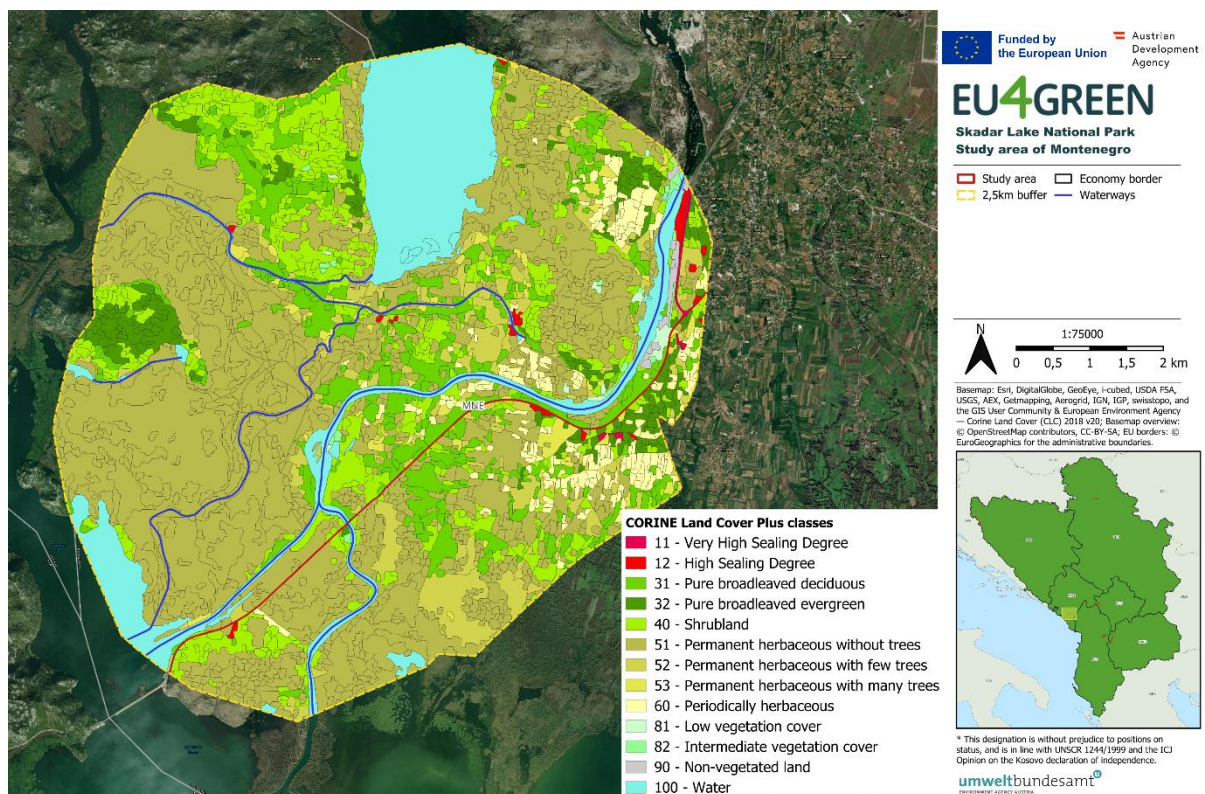 Funded by
the European Union
Austrian
Development
Agency
EU4GREEN
Skadar Lake National Park
Study area of Montenegro
Study area
Economy border
2,5km buffer
Waterways
N
1:75000
0 0,5 1 1,5 2 km
Basemap: Esri, DigitalGlobe, GeoEye, i-cubed, USDA FSA,
USGS, AEX, Getmapping, Aerogrid, IGN, IGP, swisstopo, and
the GIS User Community & European Environment Agency
— Corine Land Cover (CLC) 2018 v20; Basemap overview:
© OpenStreetMap contributors, CC-BY-SA; EU borders: ©
EuroGeographics for the administrative boundaries.
MNE
CORINE Land Cover Plus classes
11 - Very High Sealing Degree
12 - High Sealing Degree
31 - Pure broadleaved deciduous
32 - Pure broadleaved evergreen
40 - Shrubland
51 - Permanent herbaceous without trees
52 - Permanent herbaceous with few trees
53 - Permanent herbaceous with many trees
60 - Periodically herbaceous
81 - Low vegetation cover
82 - Intermediate vegetation cover
90 - Non-vegetated land
100 - Water
* This designation is without prejudice to positions on
status, and is in line with UNSCR 1244/1999 and the ICJ
Opinion on the Kosovo declaration of independence.
umweltbundesamt
ENVIRONMENT AGENCY AUSTRIA